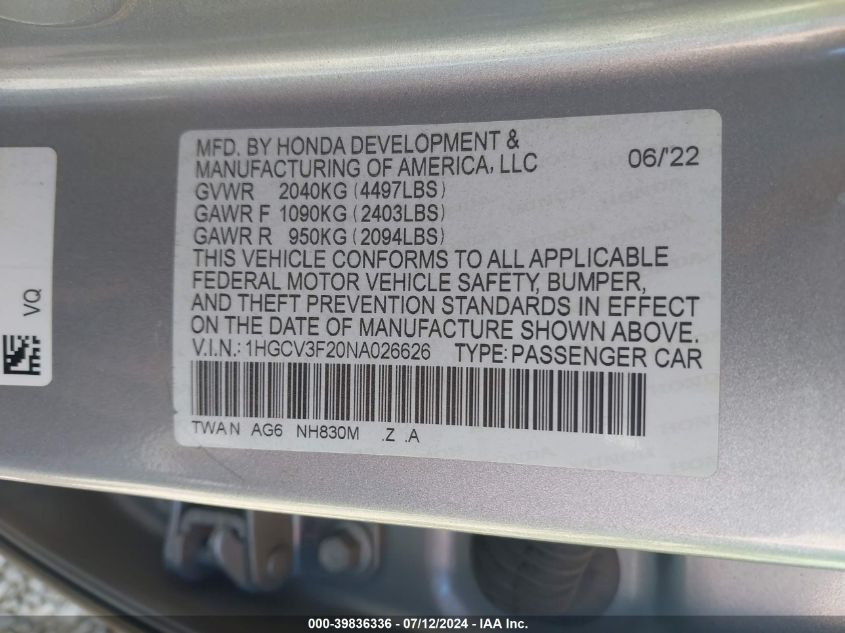 MFD. BY HONDA DEVELOPMENT &
MANUFACTURING OF AMERICA, LLC 06/'22
GVWR 2040KG (4497LBS)
GAWR F 1090KG (2403LBS)
GAWR R 950KG (2094LBS)
THIS VEHICLE CONFORMS TO ALL APPLICABLE
FEDERAL MOTOR VEHICLE SAFETY, BUMPER,
AND THEFT PREVENTION STANDARDS IN EFFECT
ON THE DATE OF MANUFACTURE SHOWN ABOVE.
V.I.N.: 1HGCV3F20NA026626 TYPE: PASSENGER CAR
TWAN AG6 NH830M .Z .A
VQ
000-39836336 - 07/12/2024 - IAA Inc.